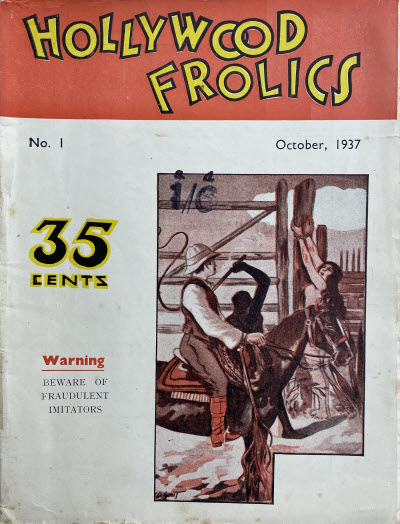 HOLLYWOOD
FROLICS
No. 1
October, 1937
s. d.
1/6
35
CENTS
Warning
BEWARE OF
FRAUDULENT
IMITATORS